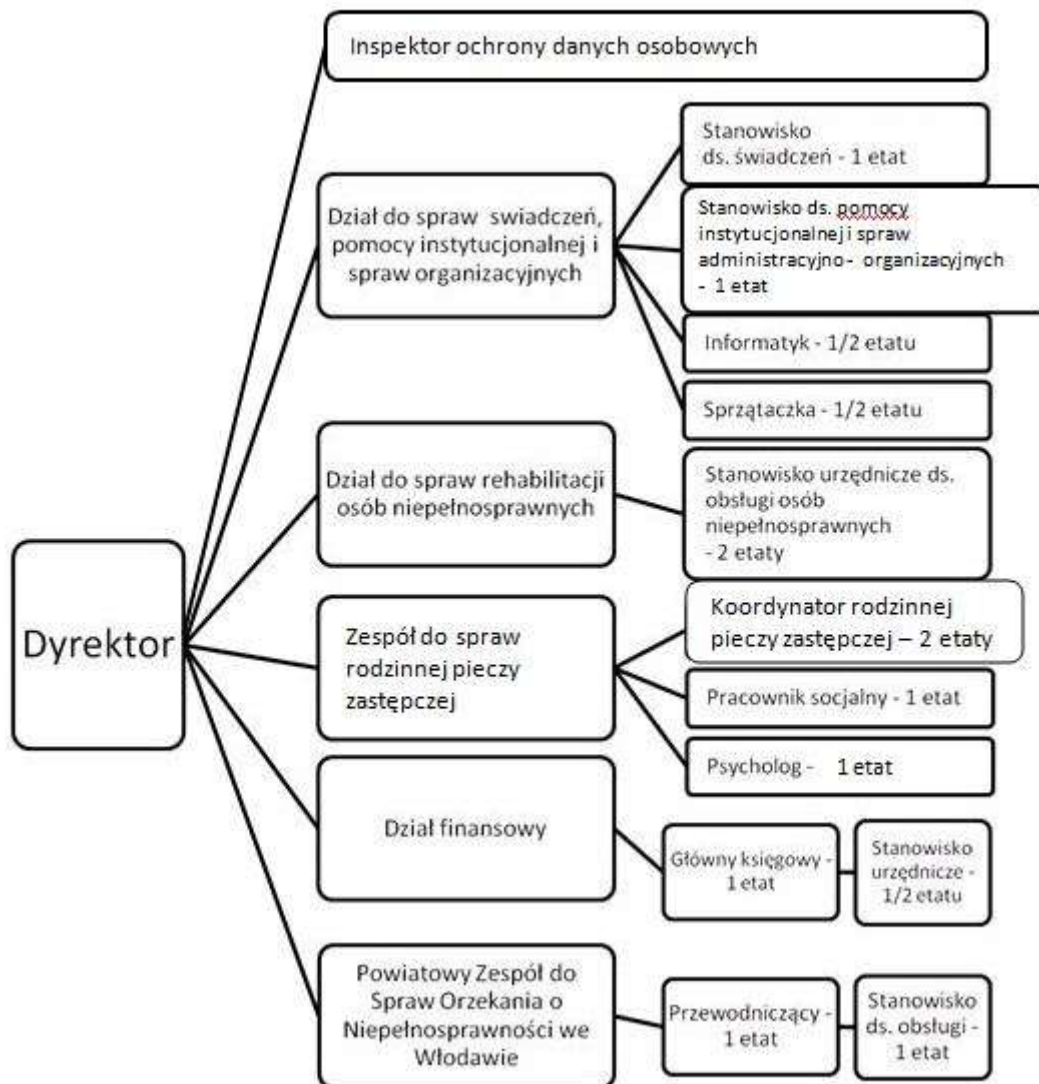 Inspektor ochrony danych osobowych
Stanowisko
ds. świadczeń - 1 etat
Dział do spraw swiadczeń,
pomocy instytucjonalnej i
spraw organizacyjnych
Stanowisko ds. pomocy
instytucjonalnej i spraw
administracyjno - organizacyjnych
- 1 etat
Informatyk - 1/2 etatu
Sprzątaczka - 1/2 etatu
Dział do spraw rehabilitacji
osób niepełnosprawnych
Stanowisko urzędnicze ds.
obsługi osób
niepełnosprawnych
- 2 etaty
Dyrektor
Zespół do spraw
rodzinnej pieczy
zastępczej
Koordynator rodzinnej
pieczy zastępczej – 2 etaty
Pracownik socjalny - 1 etat
Psycholog - 1 etat
Dział finansowy
Główny księgowy -
1 etat
Stanowisko
urzędnicze -
1/2 etatu
Powiatowy Zespół do
Spraw Orzekania o
Niepełnosprawności we
Włodawie
Przewodniczący -
1 etat
Stanowisko
ds. obsługi -
1 etat